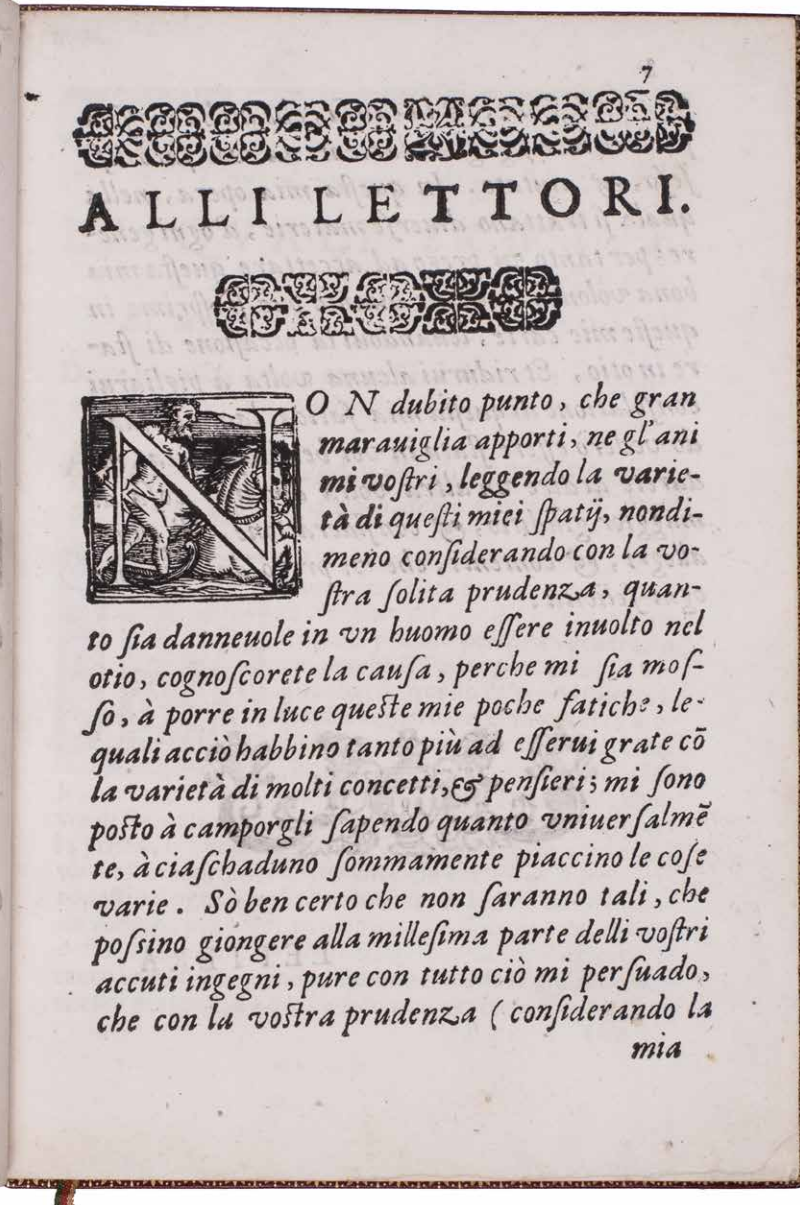 7
ALLI LETTORI.
NON dubito punto, che gran
marauiglia apporti, ne gl'ani
mi voſtri, leggendo la varie-
tà di queſti miei ſpatij, nondi-
meno conſiderando con la vo-
ſtra ſolita prudenza, quan-
to ſia danneuole in vn huomo eſſere inuolto nel
otio, cognoſcorete la cauſa, perche mi ſia moſ-
ſo, à porre in luce queſte mie poche fatiche, le-
quali acciò habbino tanto più ad eſſerui grate cõ
la varietà di molti concetti, & penſieri; mi ſono
poſto à camporgli ſapendo quanto vniuerſalmẽ
te, à ciaſchaduno ſommamente piaccino le coſe
varie. Sò ben certo che non ſaranno tali, che
poſsino giongere alla milleſima parte delli voſtri
accuti ingegni, pure con tutto ciò mi perſuado,
che con la voſtra prudenza ( conſiderando la
mia